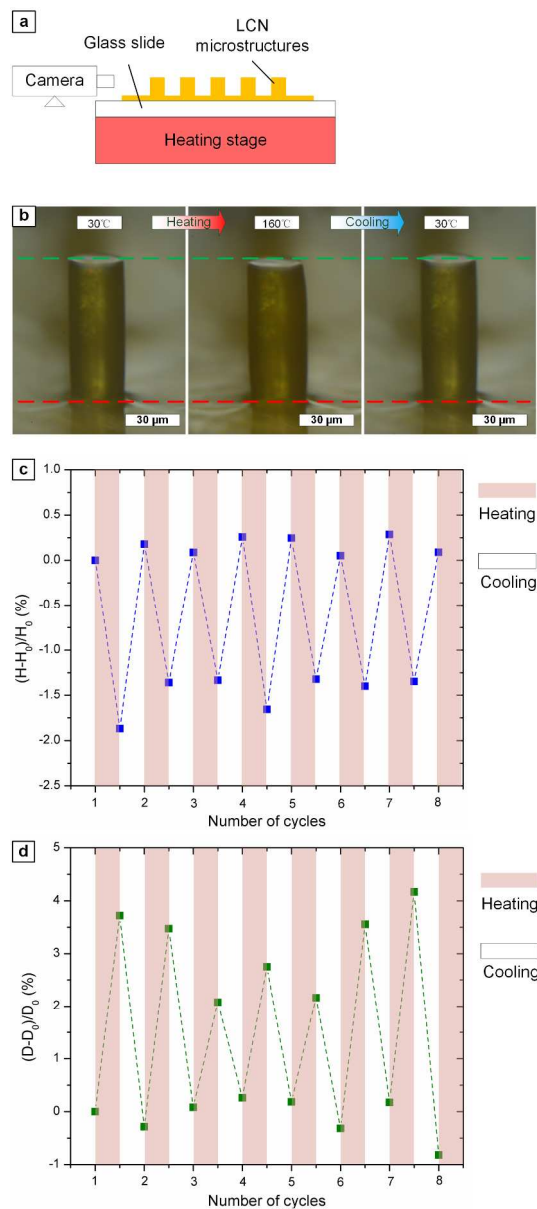 a
LCN
microstructures
Glass slide
Camera
Heating stage
b
30℃
Heating
160℃
Cooling
30℃
30 µm
30 µm
30 µm
c
1.0
0.5
0.0
-0.5
-1.0
-1.5
-2.0
-2.5
(H-H0)/H0 (%)
1 2 3 4 5 6 7 8
Number of cycles
Heating
Cooling
d
5
4
3
2
1
0
-1
(D-D0)/D0 (%)
1 2 3 4 5 6 7 8
Number of cycles
Heating
Cooling